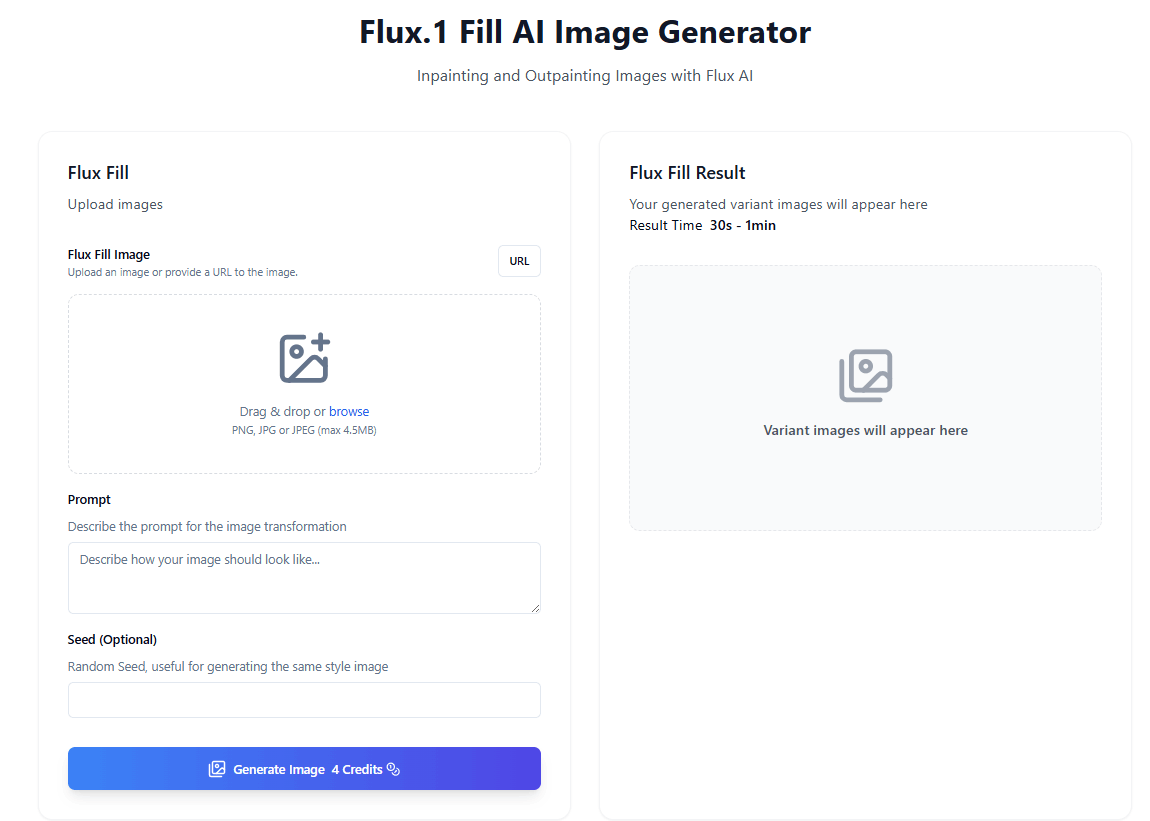 Flux.1 Fill AI Image Generator
Inpainting and Outpainting Images with Flux AI
Flux Fill
Upload images
Flux Fill Image
Upload an image or provide a URL to the image.
URL
Drag & drop or browse
PNG, JPG or JPEG (max 4.5MB)
Prompt
Describe the prompt for the image transformation
Describe how your image should look like...
Seed (Optional)
Random Seed, useful for generating the same style image
Generate Image 4 Credits
Flux Fill Result
Your generated variant images will appear here
Result Time 30s - 1min
Variant images will appear here